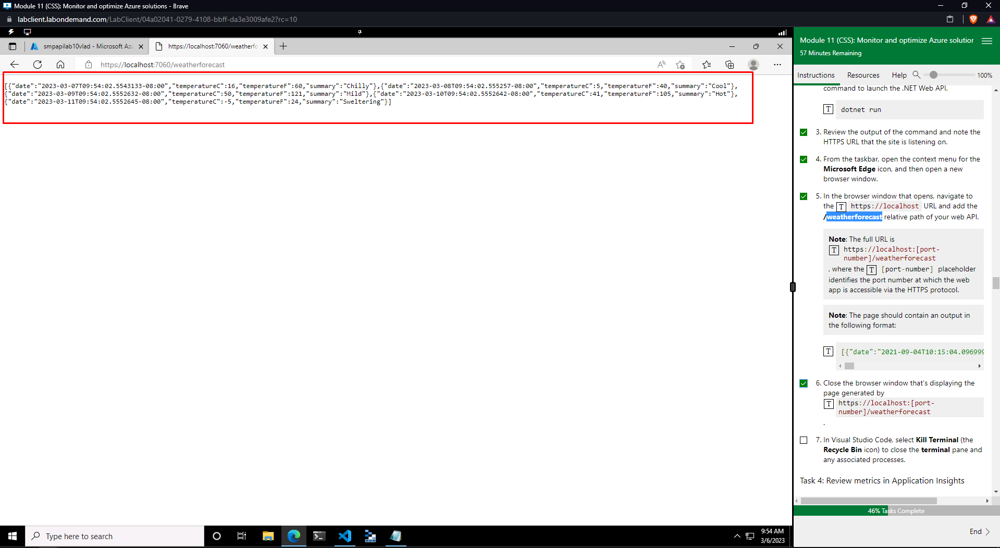 Module 11 (CSS): Monitor and optimize Azure solutions - Brave
labclient.labondemand.com/LabClient/04a02041-0279-4108-bbff-da3e3009afe2?rc=10
smpapilab10vlad - Microsoft Azu
https://localhost:7060/weatherfo
https://localhost:7060/weatherforecast
[{"date":"2023-03-07T09:54:02.5543133-08:00","temperatureC":16,"temperatureF":60,"summary":"Chilly"},{"date":"2023-03-08T09:54:02.555257-08:00","temperatureC":5,"temperatureF":40,"summary":"Cool"},
{"date":"2023-03-09T09:54:02.5552632-08:00","temperatureC":50,"temperatureF":121,"summary":"Mild"},{"date":"2023-03-10T09:54:02.5552642-08:00","temperatureC":41,"temperatureF":105,"summary":"Hot"},
{"date":"2023-03-11T09:54:02.5552645-08:00","temperatureC":-5,"temperatureF":24,"summary":"Sweltering"}]
Type here to search
9:54 AM
3/6/2023
Module 11 (CSS): Monitor and optimize Azure solution
57 Minutes Remaining
Instructions Resources Help 100%
command to launch the .NET Web API.
T dotnet run
3. Review the output of the command and note the
HTTPS URL that the site is listening on.
4. From the taskbar, open the context menu for the
Microsoft Edge icon, and then open a new
browser window.
5. In the browser window that opens, navigate to
the T https://localhost URL and add the
/weatherforecast relative path of your web API.
Note: The full URL is
T https://localhost:[port-
number]/weatherforecast
, where the T [port-number] placeholder
identifies the port number at which the web
app is accessible via the HTTPS protocol.
Note: The page should contain an output in
the following format:
T [{"date":"2021-09-04T10:15:04.096999
6. Close the browser window that's displaying the
page generated by
T https://localhost:[port-
number]/weatherforecast
.
7. In Visual Studio Code, select Kill Terminal (the
Recycle Bin icon) to close the terminal pane and
any associated processes.
Task 4: Review metrics in Application Insights
46% Tasks Complete
End